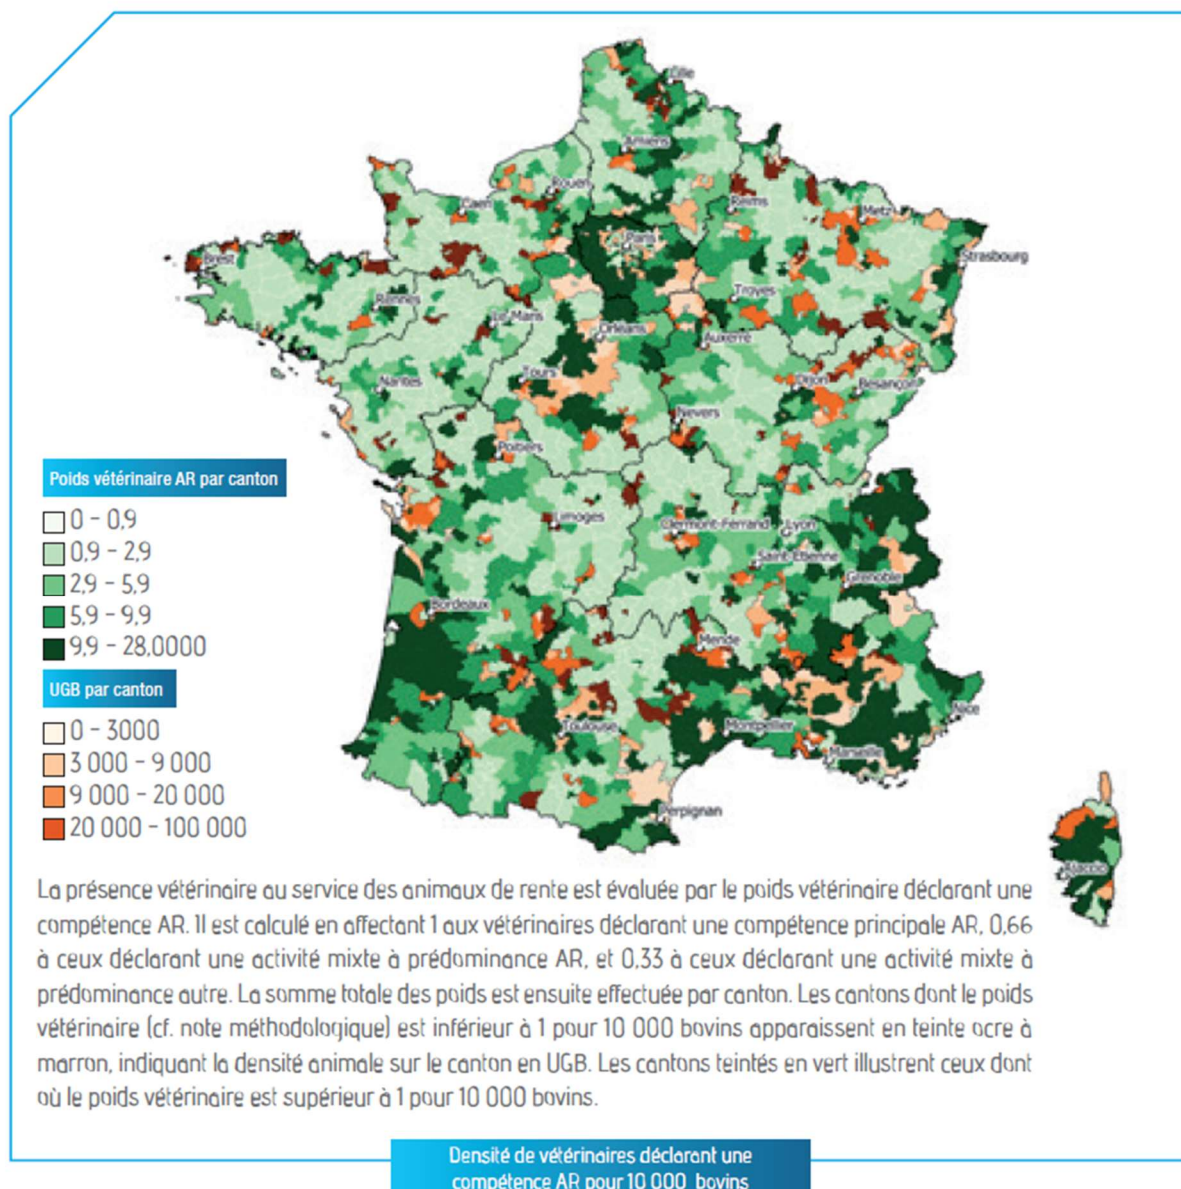 Lille
Amiens
Rouen
Caen
Reims
Metz
Paris
Strasbourg
Brest
Rennes
Troyes
Le Mans
Orléans
Auxerre
Nantes
Tours
Dijon
Besançon
Nevers
Poitiers
Poids vétérinaire AR par canton
0 - 0,9
0,9 - 2,9
2,9 - 5,9
5,9 - 9,9
9,9 - 28,0000
UGB par canton
0 - 3000
3 000 - 9 000
9 000 - 20 000
20 000 - 100 000
Limoges
Clermont-Ferrand
Lyon
Saint-Etienne
Grenoble
Bordeaux
Mende
Toulouse
Montpellier
Nice
Marseille
Perpignan
Ajaccio
La présence vétérinaire au service des animaux de rente est évaluée par le poids vétérinaire déclarant une
compétence AR. Il est calculé en affectant 1 aux vétérinaires déclarant une compétence principale AR, 0,66
à ceux déclarant une activité mixte à prédominance AR, et 0,33 à ceux déclarant une activité mixte à
prédominance autre. La somme totale des poids est ensuite effectuée par canton. Les cantons dont le poids
vétérinaire (cf. note méthodologique) est inférieur à 1 pour 10 000 bovins apparaissent en teinte ocre à
marron, indiquant la densité animale sur le canton en UGB. Les cantons teintés en vert illustrent ceux dont
où le poids vétérinaire est supérieur à 1 pour 10 000 bovins.
Densité de vétérinaires déclarant une
compétence AR pour 10 000 bovins